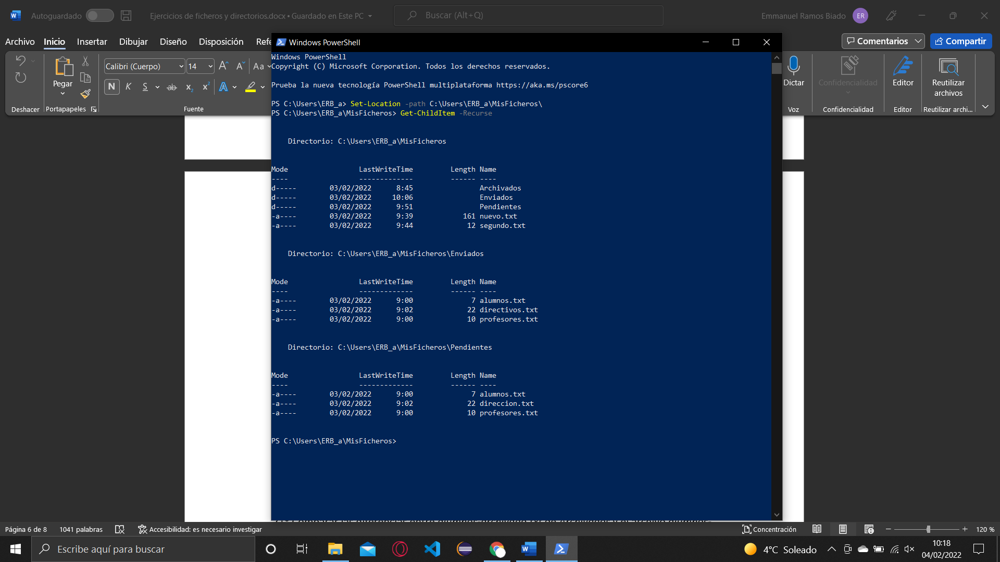 Autoguardado
Ejercicios de ficheros y directorios.docx • Guardado en Este PC
Buscar (Alt+Q)
Emmanuel Ramos Biado
ER
Archivo Inicio Insertar Dibujar Diseño Disposición Refe
Comentarios
Compartir
Pegar
Calibri (Cuerpo)
14
Aa
N K S ab x₂ x² A
Deshacer
Portapapeles
Fuente
Dictar
Confidencialidad
Editor
Reutilizar archivos
Voz
Confidencialidad
Editor
Reutilizar archi...
Windows PowerShell
Windows PowerShell
Copyright (C) Microsoft Corporation. Todos los derechos reservados.
Prueba la nueva tecnología PowerShell multiplataforma https://aka.ms/pscore6
PS C:\Users\ERB_a> Set-Location -path C:\Users\ERB_a\MisFicheros\
PS C:\Users\ERB_a\MisFicheros> Get-ChildItem -Recurse
Directorio: C:\Users\ERB_a\MisFicheros
Mode LastWriteTime Length Name
---- ------------- ------ ----
d----- 03/02/2022 8:45 Archivados
d----- 03/02/2022 10:06 Enviados
d----- 03/02/2022 9:51 Pendientes
-a---- 03/02/2022 9:39 161 nuevo.txt
-a---- 03/02/2022 9:44 12 segundo.txt
Directorio: C:\Users\ERB_a\MisFicheros\Enviados
Mode LastWriteTime Length Name
---- ------------- ------ ----
-a---- 03/02/2022 9:00 7 alumnos.txt
-a---- 03/02/2022 9:02 22 directivos.txt
-a---- 03/02/2022 9:00 10 profesores.txt
Directorio: C:\Users\ERB_a\MisFicheros\Pendientes
Mode LastWriteTime Length Name
---- ------------- ------ ----
-a---- 03/02/2022 9:00 7 alumnos.txt
-a---- 03/02/2022 9:02 22 direccion.txt
-a---- 03/02/2022 9:00 10 profesores.txt
PS C:\Users\ERB_a\MisFicheros>
Página 6 de 8
1041 palabras
Accesibilidad: es necesario investigar
Concentración
120 %
Escribe aquí para buscar
4°C Soleado
10:18
04/02/2022